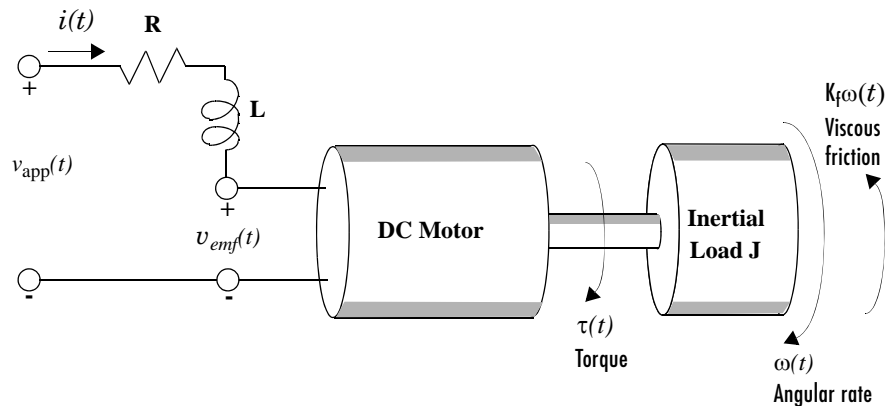 i(t)
R
+
L
v_app(t)
+
v_emf(t)
-
-
DC Motor
τ(t)
Torque
Inertial
Load J
K_fω(t)
Viscous
friction
ω(t)
Angular rate